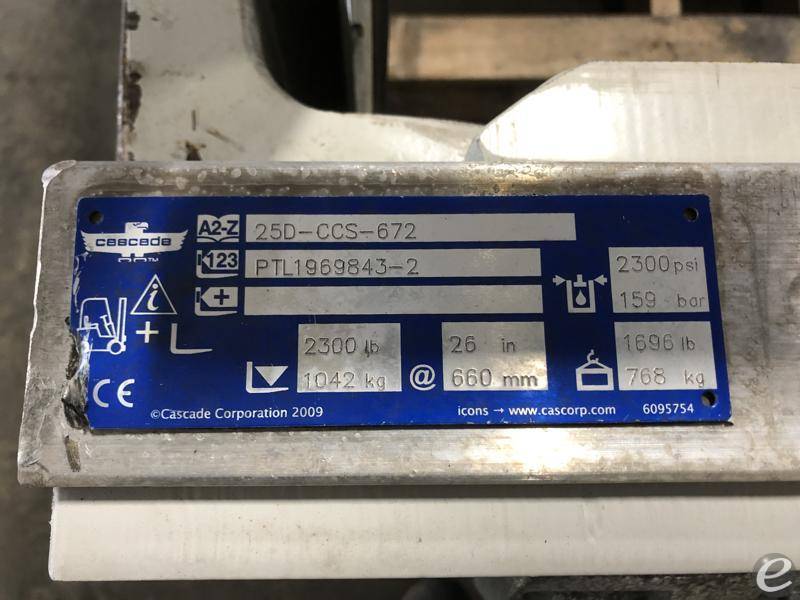 cascade
TM
A2-Z 25D-CCS-672
123 PTL1969843-2
2300 psi
159 bar
2300 lb
1042 kg
@
26 in
660 mm
1696 lb
768 kg
CE
©Cascade Corporation 2009
icons → www.cascorp.com
6095754
e